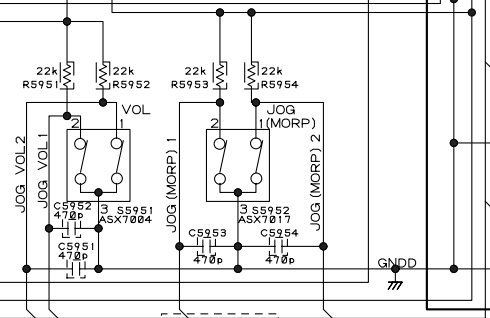 22k
R5951
22k
R5952
22k
R5953
22k
R5954
VOL
2
1
JOG
(MORP)
2
1
JOG VOL2
JOG VOL 1
JOG (MORP) 1
JOG (MORP) 2
3
S5951
ASX7004
3
S5952
ASX7017
C5952
470p
C5951
470p
C5953
470p
C5954
470p
GNDD